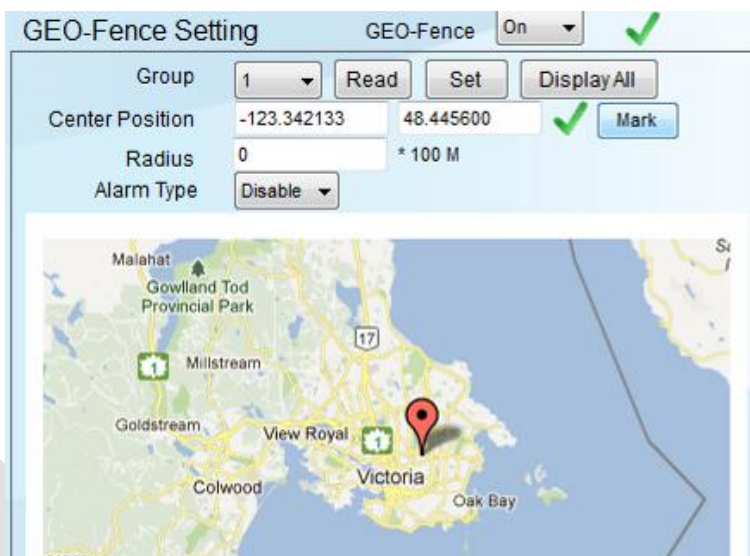 GEO-Fence Setting GEO-Fence On
Group 1 Read Set Display All
Center Position -123.342133 48.445600 Mark
Radius 0 * 100 M
Alarm Type Disable
Malahat
Gowlland Tod
Provincial Park
17
1 Millstream
Goldstream
View Royal 1
Victoria
Colwood
Oak Bay